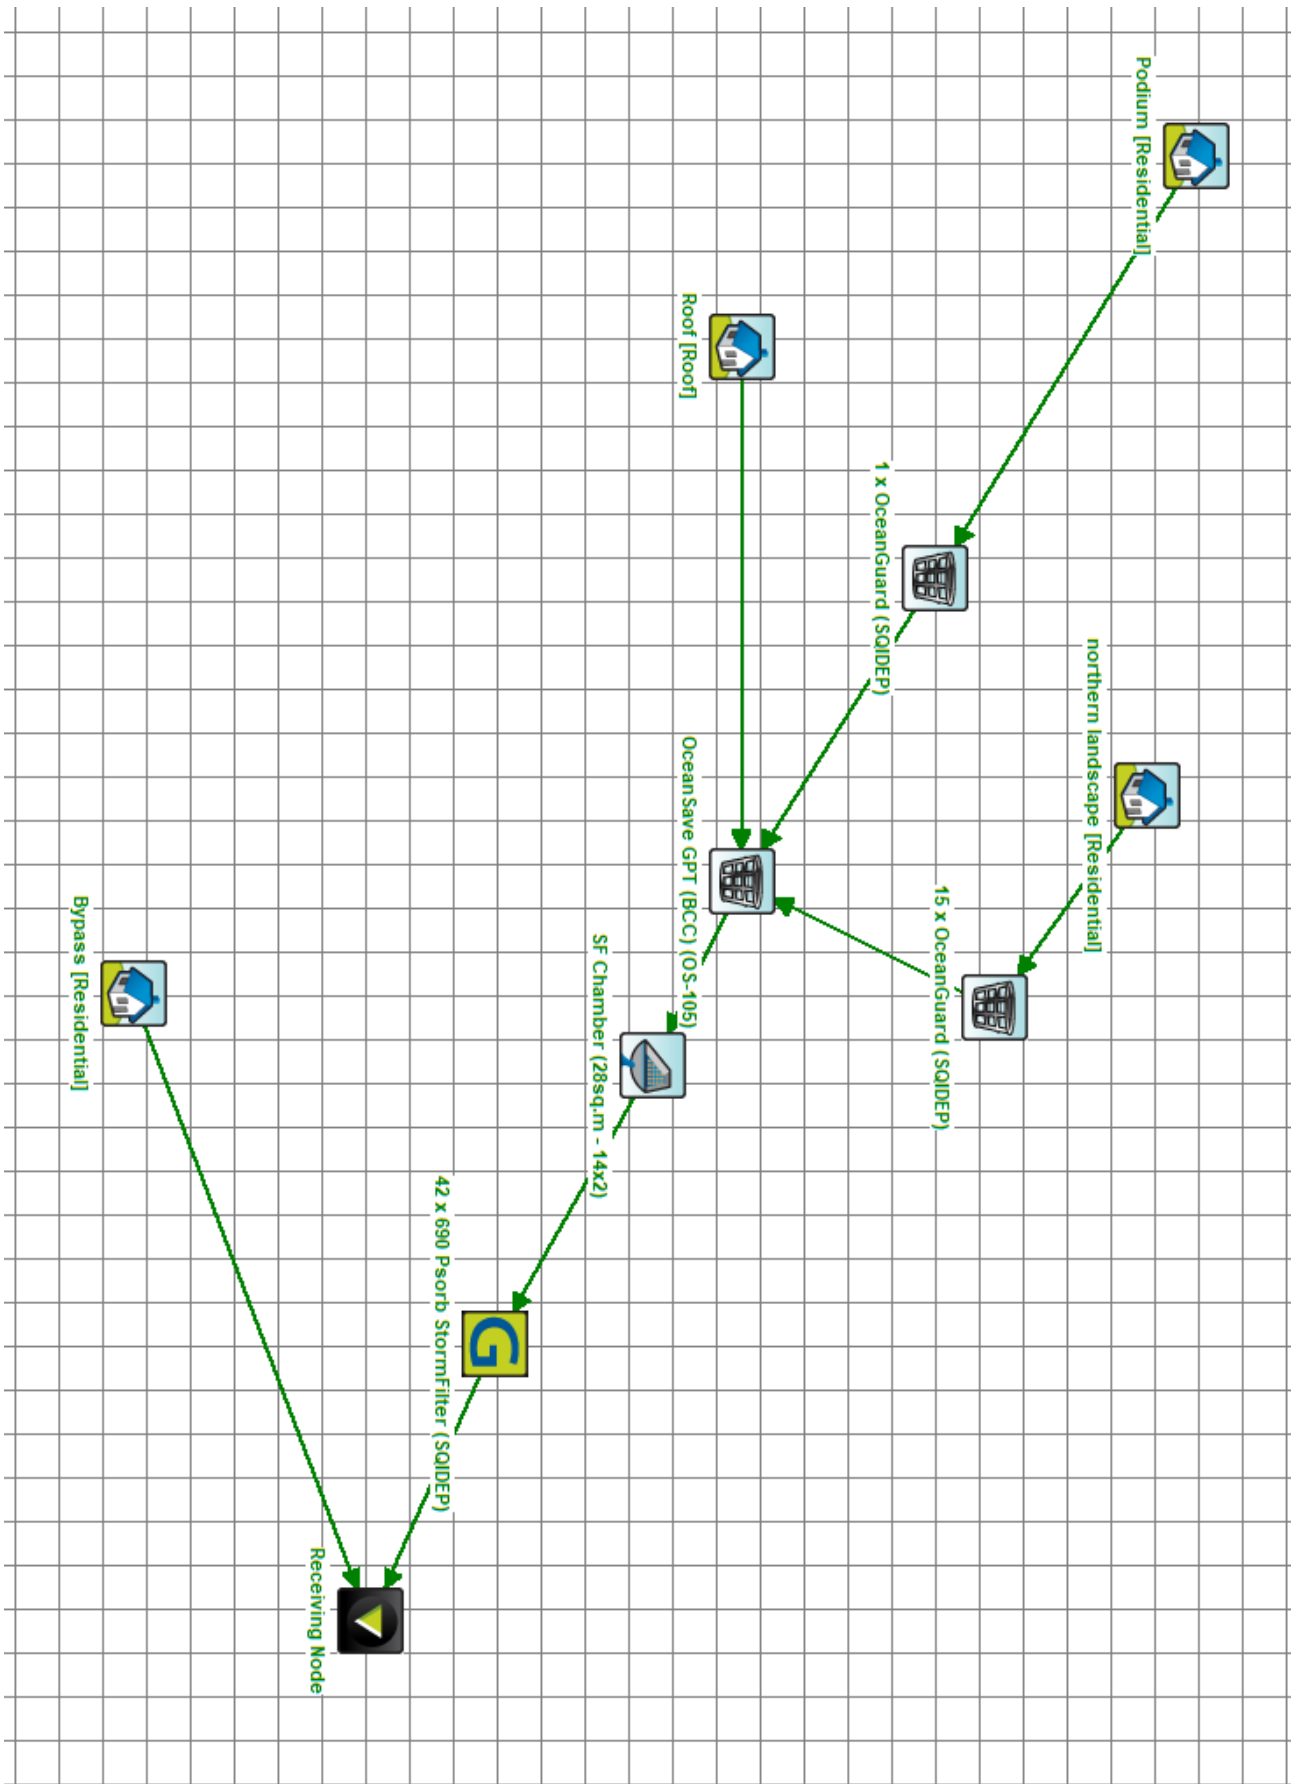 Podium [Residential]
northern landscape [Residential]
15 x OceanGuard (SQIDEP)
1 x OceanGuard (SQIDEP)
Roof [Roof]
OceanSave GPT (BCC) (OS-105)
SF Chamber (28sq.m - 14x2)
G
42 x 690 Psorb StormFilter (SQIDEP)
Receiving Node
Bypass [Residential]